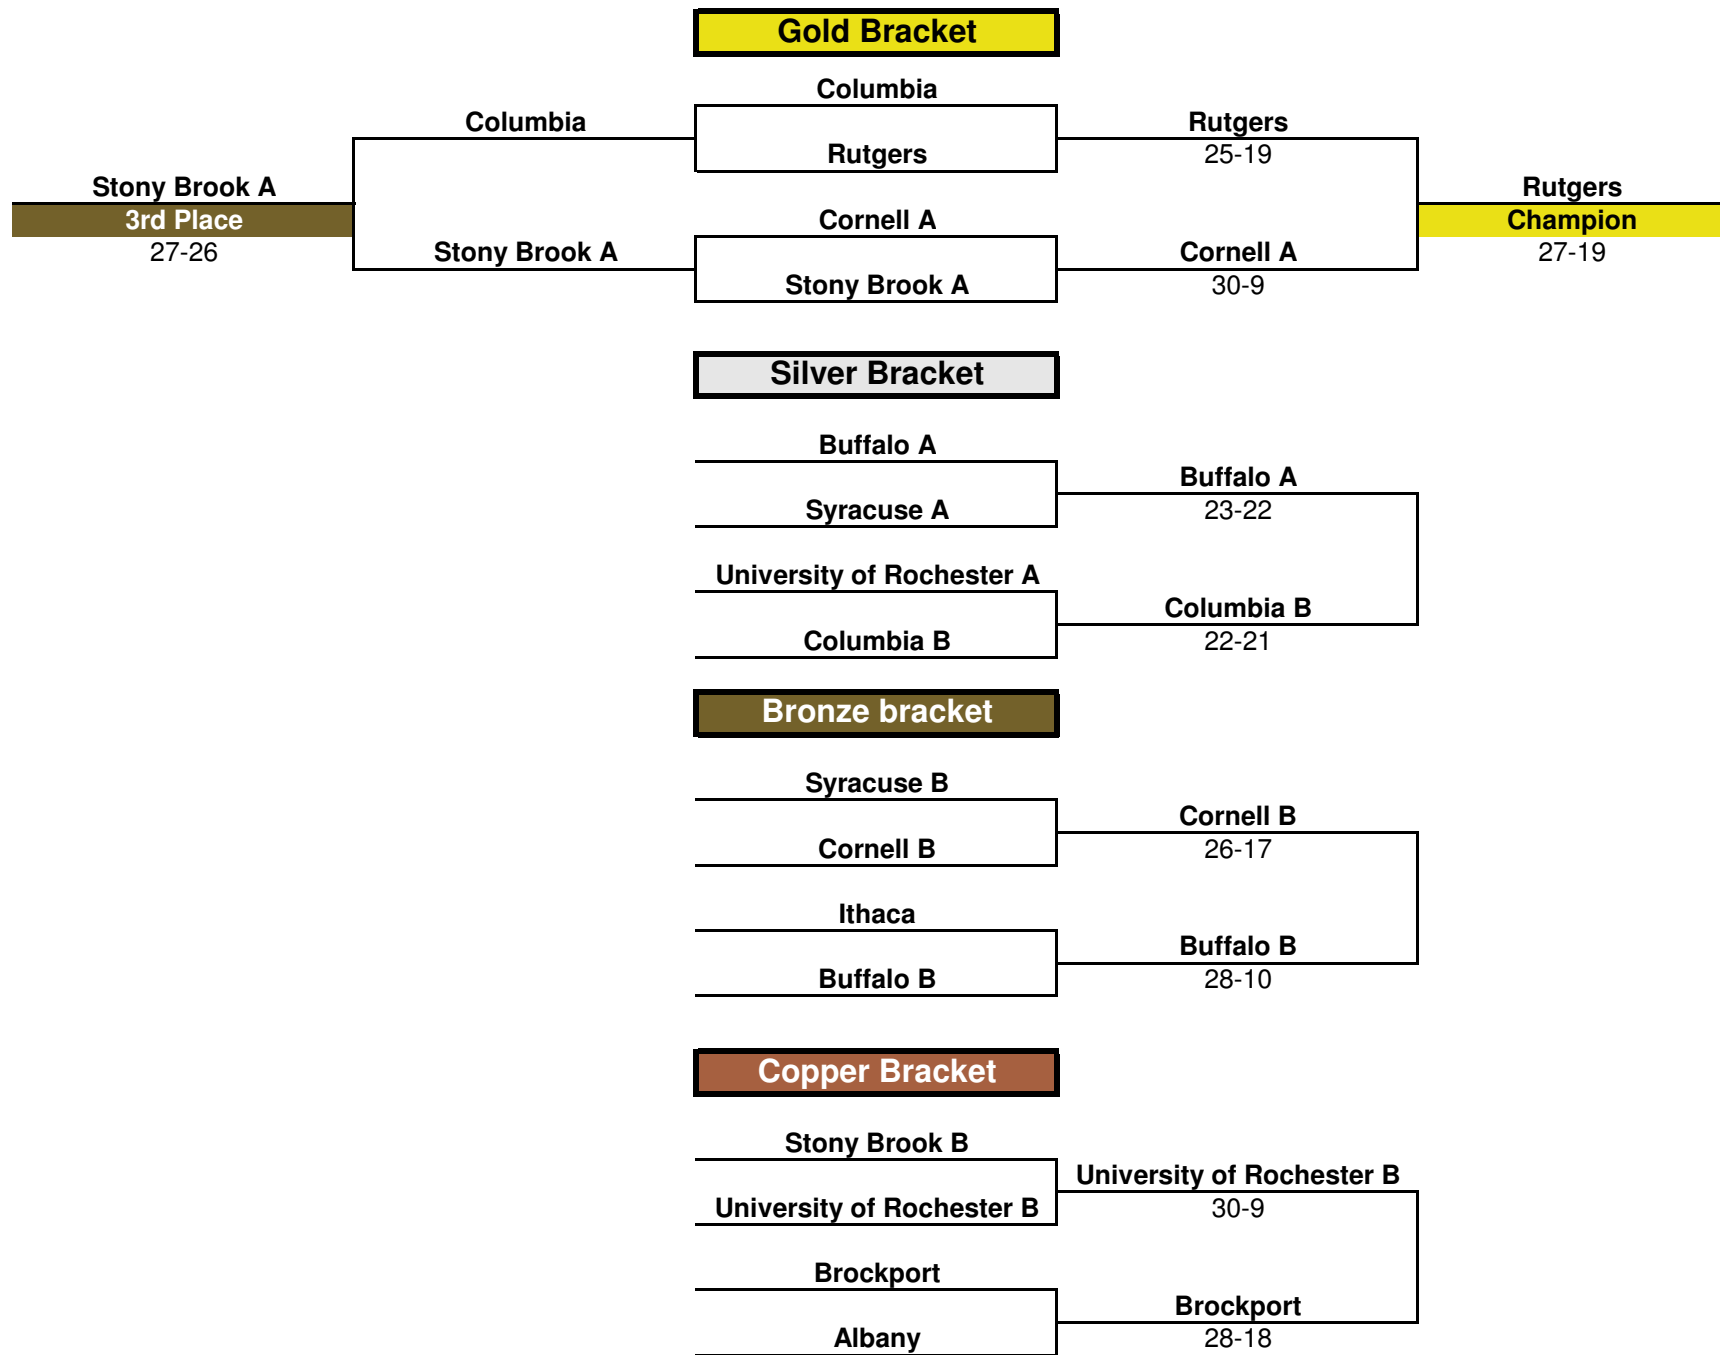 Gold Bracket
Columbia
Columbia
Rutgers
Rutgers
25-19
Stony Brook A
Rutgers
3rd Place
Cornell A
Champion
27-26
Stony Brook A
Cornell A
27-19
Stony Brook A
30-9
Silver Bracket
Buffalo A
Buffalo A
Syracuse A
23-22
University of Rochester A
Columbia B
Columbia B
22-21
Bronze bracket
Syracuse B
Cornell B
Cornell B
26-17
Ithaca
Buffalo B
Buffalo B
28-10
Copper Bracket
Stony Brook B
University of Rochester B
University of Rochester B
30-9
Brockport
Brockport
Albany
28-18